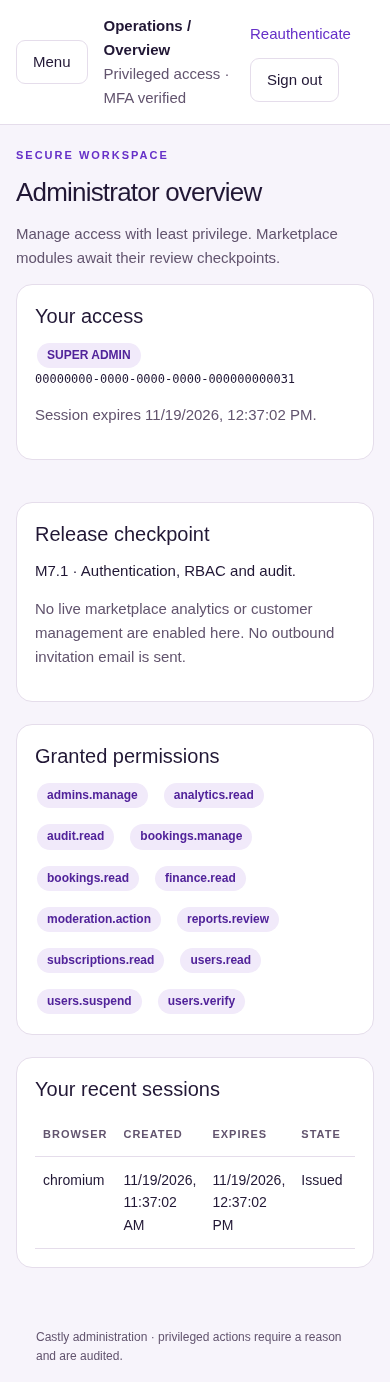 Menu
Operations /
Overview
Privileged access ·
MFA verified
Reauthenticate
Sign out
SECURE WORKSPACE
Administrator overview
Manage access with least privilege. Marketplace
modules await their review checkpoints.
Your access
SUPER ADMIN
00000000-0000-0000-0000-000000000031
Session expires 11/19/2026, 12:37:02 PM.
Release checkpoint
M7.1 · Authentication, RBAC and audit.
No live marketplace analytics or customer
management are enabled here. No outbound
invitation email is sent.
Granted permissions
admins.manage analytics.read
audit.read bookings.manage
bookings.read finance.read
moderation.action reports.review
subscriptions.read users.read
users.suspend users.verify
Your recent sessions
BROWSER CREATED EXPIRES STATE
chromium 11/19/2026, 11/19/2026, Issued
11:37:02 12:37:02
AM PM
Castly administration · privileged actions require a reason
and are audited.